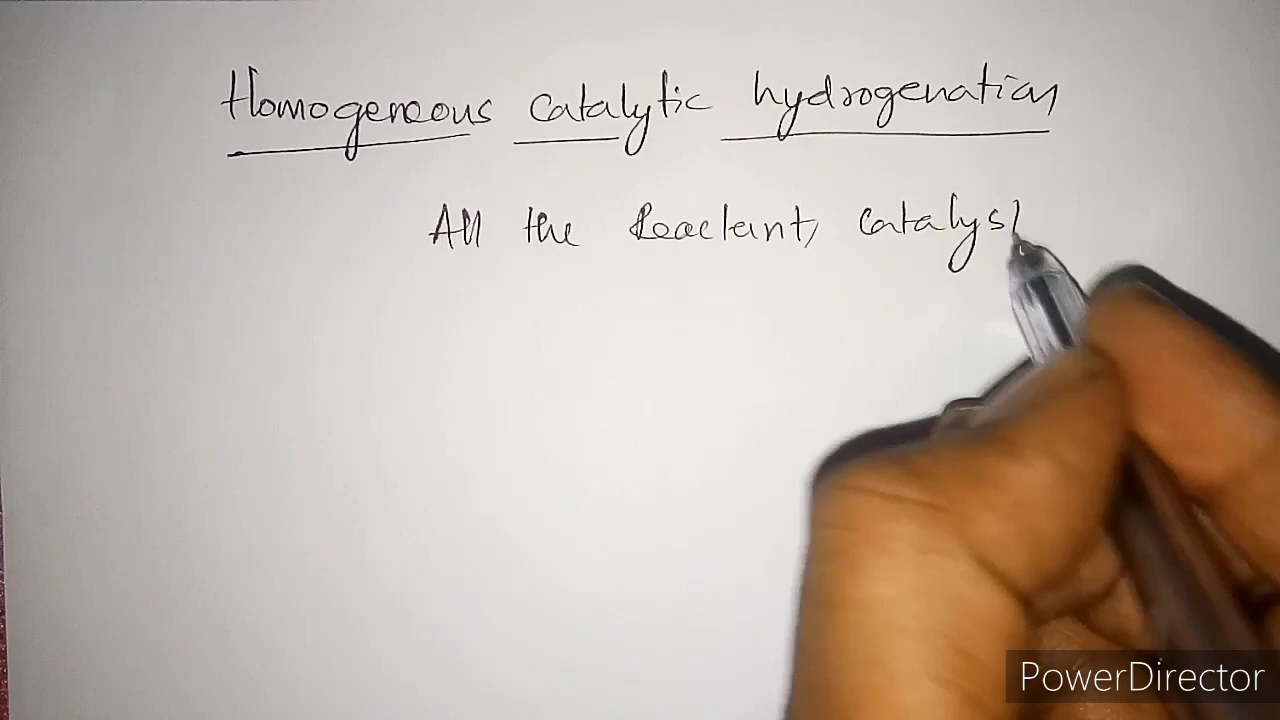 Homogeneous catalytic hydrogenation
All the Reactant, catalyst
PowerDirector